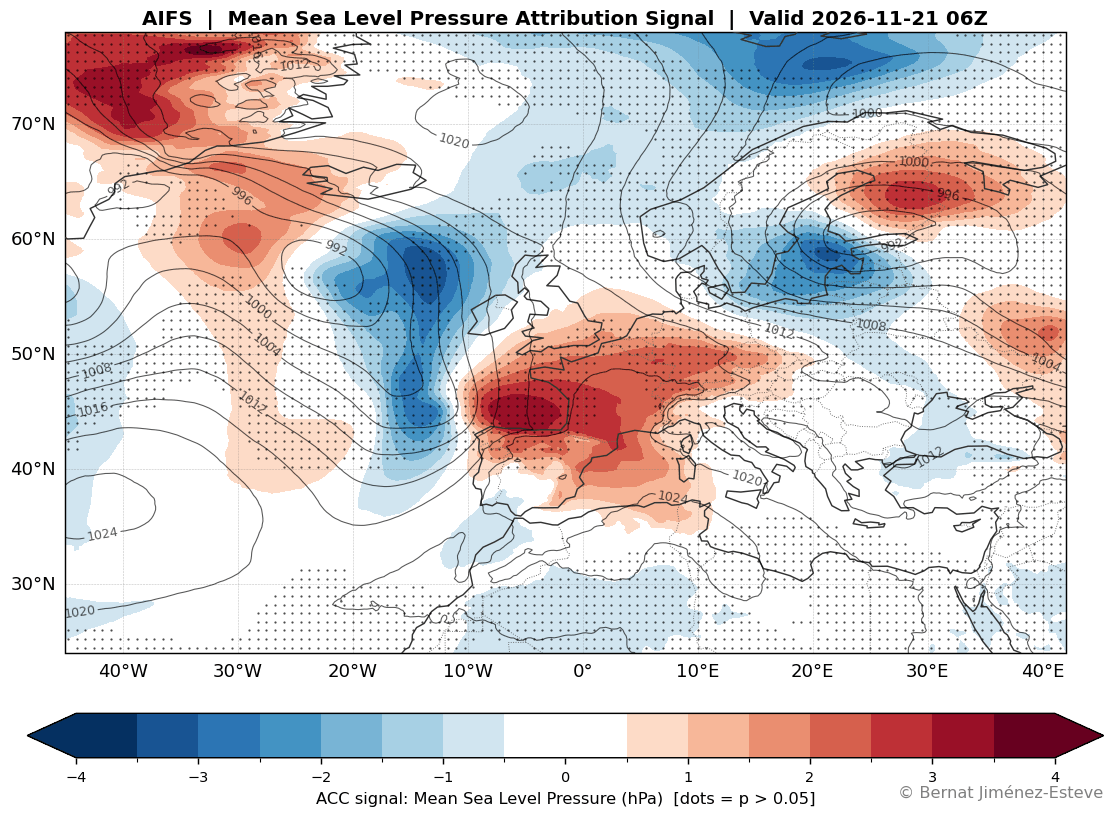 AIFS | Mean Sea Level Pressure Attribution Signal | Valid 2026-11-21 06Z
70°N
60°N
50°N
40°N
30°N
1016
1012
1020
1000
992
996
1000
996
992
992
1000
1012
1008
1004
1004
1008
1012
1016
1012
1020
1024
1024
1020
40°W 30°W 20°W 10°W 0° 10°E 20°E 30°E 40°E
−4 −3 −2 −1 0 1 2 3 4
ACC signal: Mean Sea Level Pressure (hPa) [dots = p > 0.05]
© Bernat Jiménez-Esteve